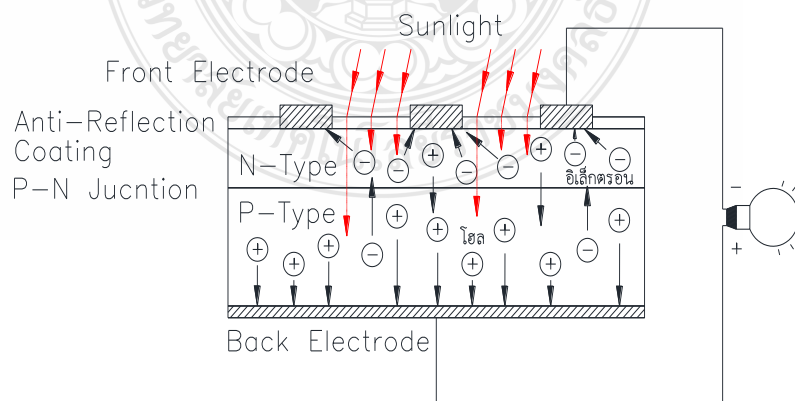 Sunlight
Front Electrode
Anti-Reflection
Coating
N-Type
อิเล็กตรอน
P-N Jucntion
P-Type
โฮล
Back Electrode